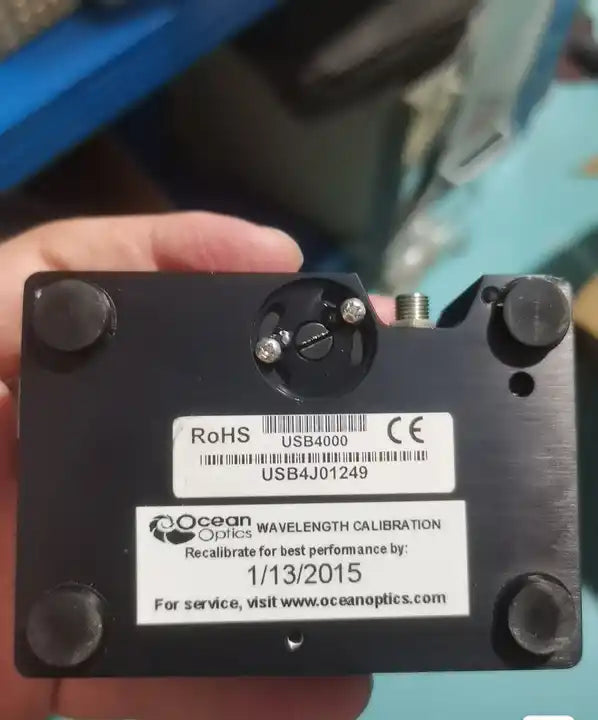 RoHS
CE
USB4000
USB4J01249
Ocean Optics WAVELENGTH CALIBRATION
Recalibrate for best performance by:
1/13/2015
For service, visit www.oceanoptics.com